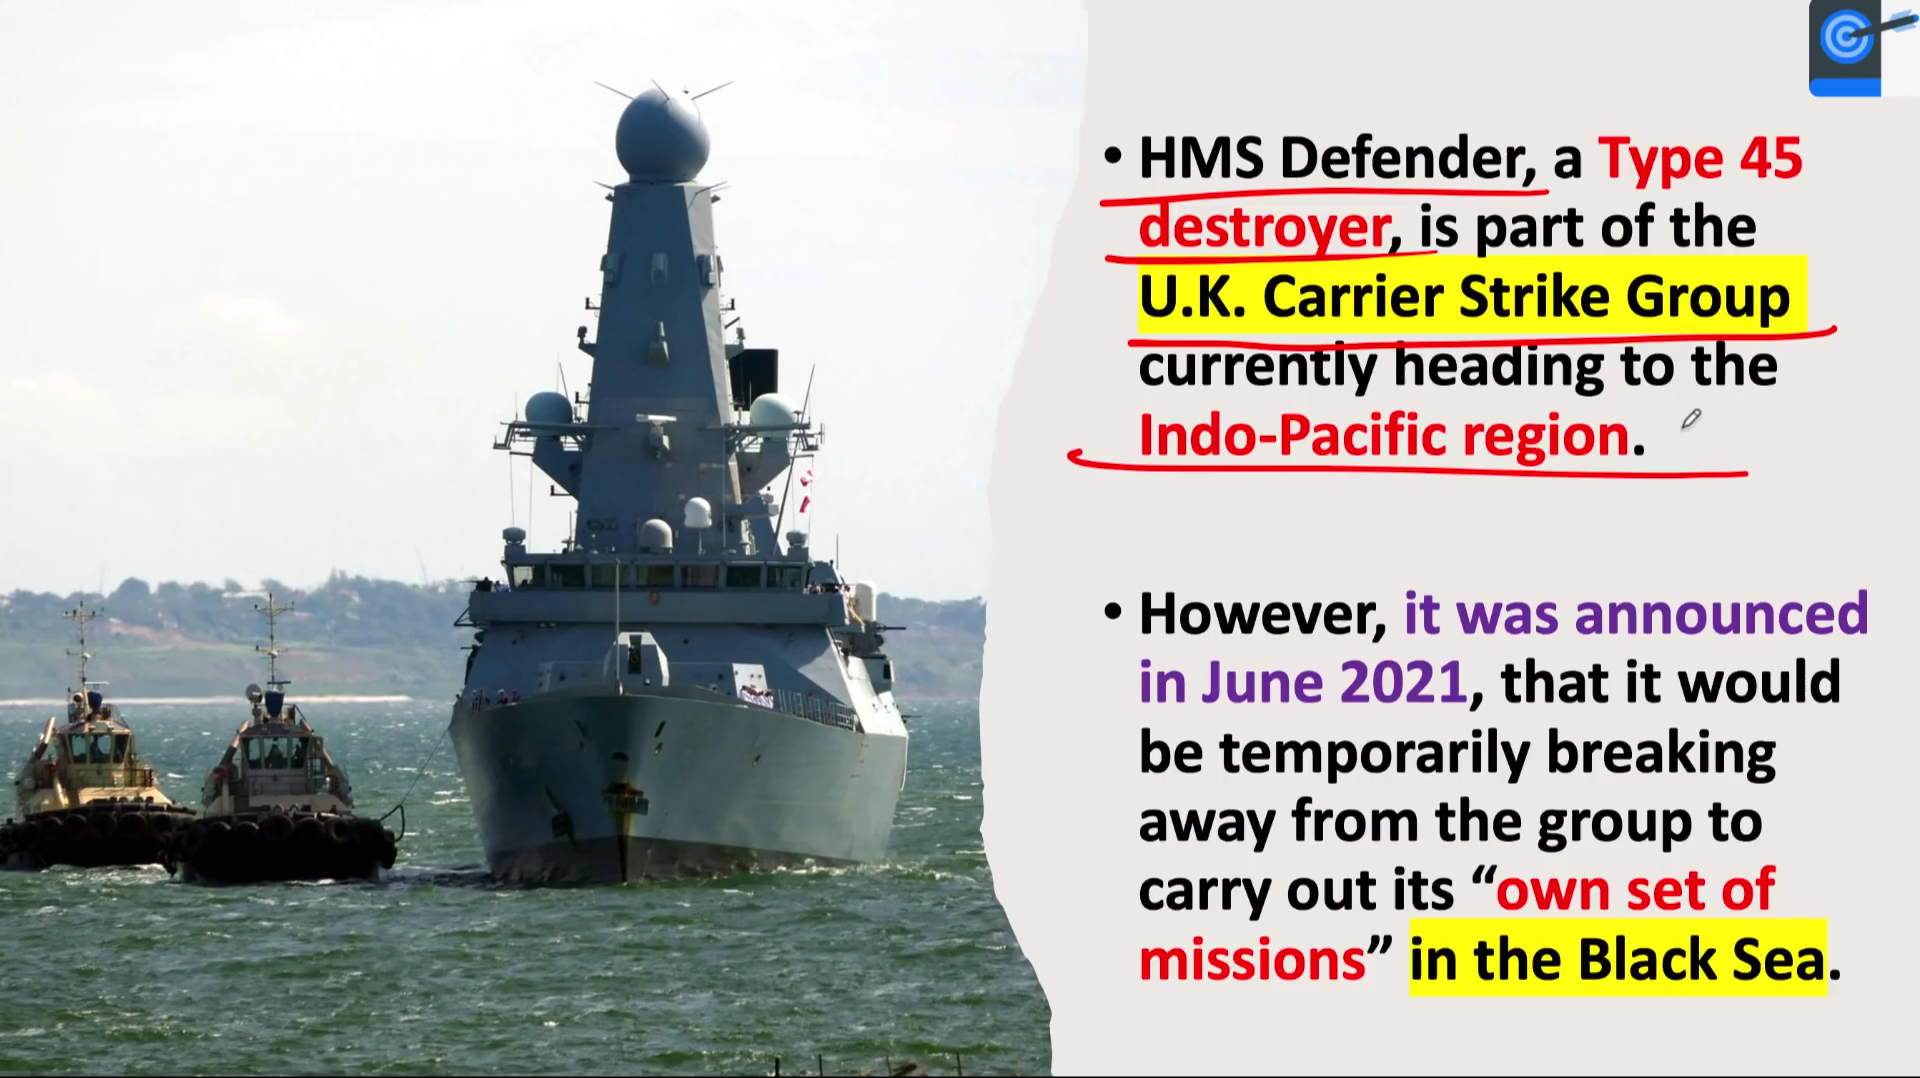 • HMS Defender, a Type 45
destroyer, is part of the
U.K. Carrier Strike Group
currently heading to the
Indo-Pacific region.
• However, it was announced
in June 2021, that it would
be temporarily breaking
away from the group to
carry out its “own set of
missions” in the Black Sea.